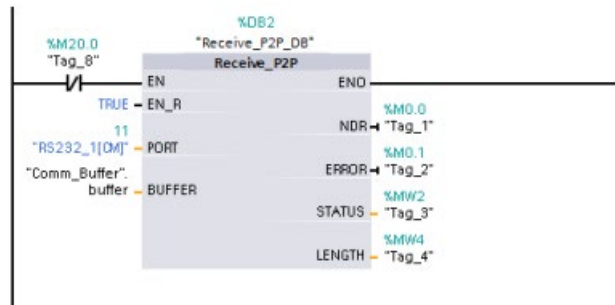 %DB2
"Receive_P2P_DB"
%M20.0
"Tag_8"
Receive_P2P
EN
ENO
TRUE
EN_R
%M0.0
NDR
"Tag_1"
11
"RS232_1[CM]"
PORT
%M0.1
ERROR
"Tag_2"
"Comm_Buffer".
buffer
BUFFER
%MW2
STATUS
"Tag_3"
%MW4
LENGTH
"Tag_4"